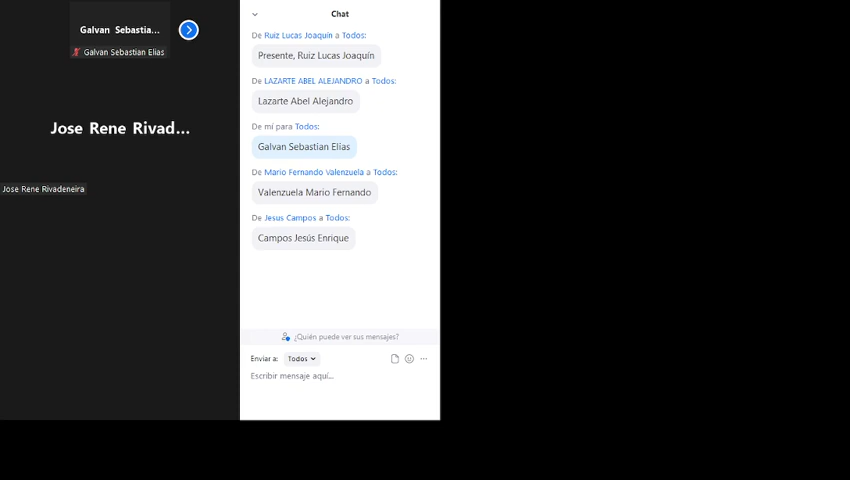 Galvan Sebastia...
Galvan Sebastian Elias
Jose Rene Rivad...
Jose Rene Rivadeneira
Chat
De Ruiz Lucas Joaquín a Todos:
Presente, Ruiz Lucas Joaquín
De LAZARTE ABEL ALEJANDRO a Todos:
Lazarte Abel Alejandro
De mí para Todos:
Galvan Sebastian Elias
De Mario Fernando Valenzuela a Todos:
Valenzuela Mario Fernando
De Jesus Campos a Todos:
Campos Jesús Enrique
¿Quién puede ver sus mensajes?
Enviar a: Todos
Escribir mensaje aquí...